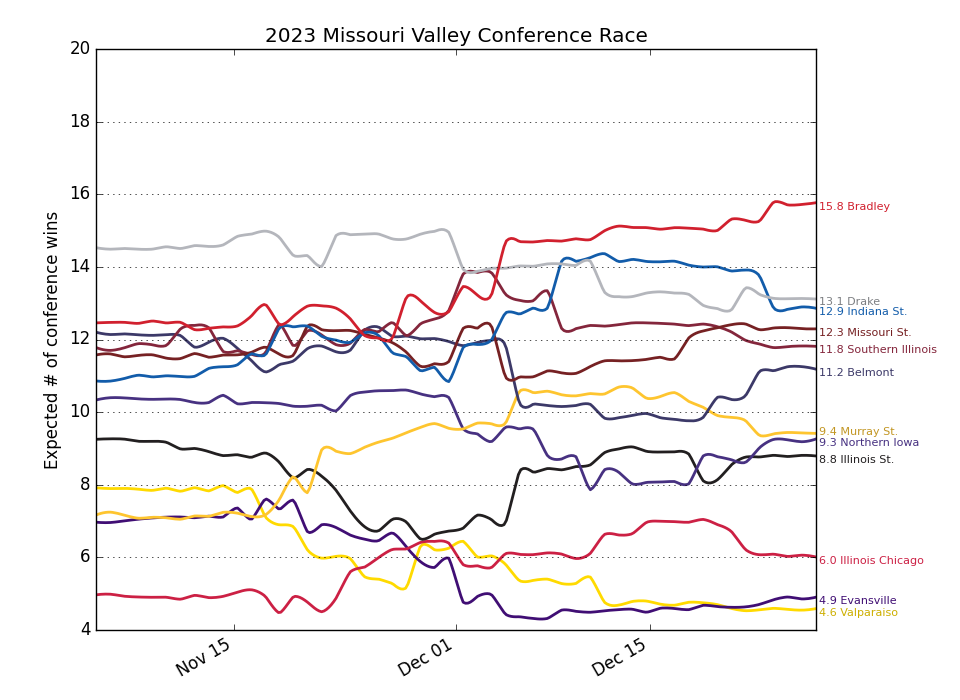 2023 Missouri Valley Conference Race
Expected # of conference wins
20
18
16
14
12
10
8
6
4
Nov 15
Dec 01
Dec 15
15.8 Bradley
13.1 Drake
12.9 Indiana St.
12.3 Missouri St.
11.8 Southern Illinois
11.2 Belmont
9.4 Murray St.
9.3 Northern Iowa
8.8 Illinois St.
6.0 Illinois Chicago
4.9 Evansville
4.6 Valparaiso